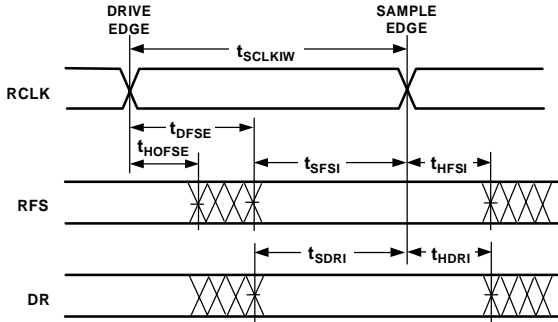 DRIVE
EDGE
SAMPLE
EDGE
tSCLKIW
RCLK
tDFSE
tHOFSE
tSFSI
tHFSI
RFS
tSDRI
tHDRI
DR